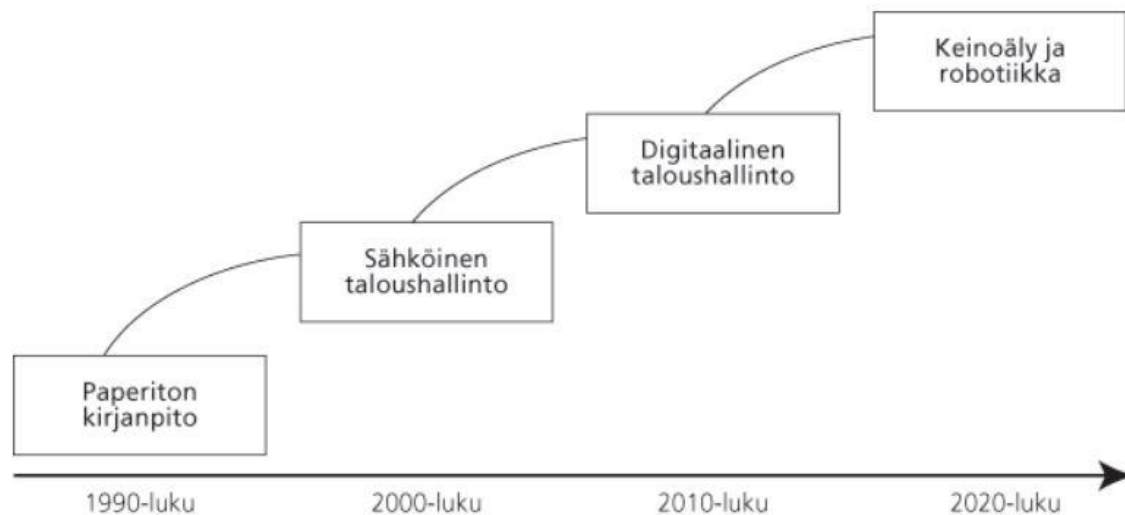 Keinoäly ja
robotiikka
Digitaalinen
taloushallinto
Sähköinen
taloushallinto
Paperiton
kirjanpito
1990-luku
2000-luku
2010-luku
2020-luku